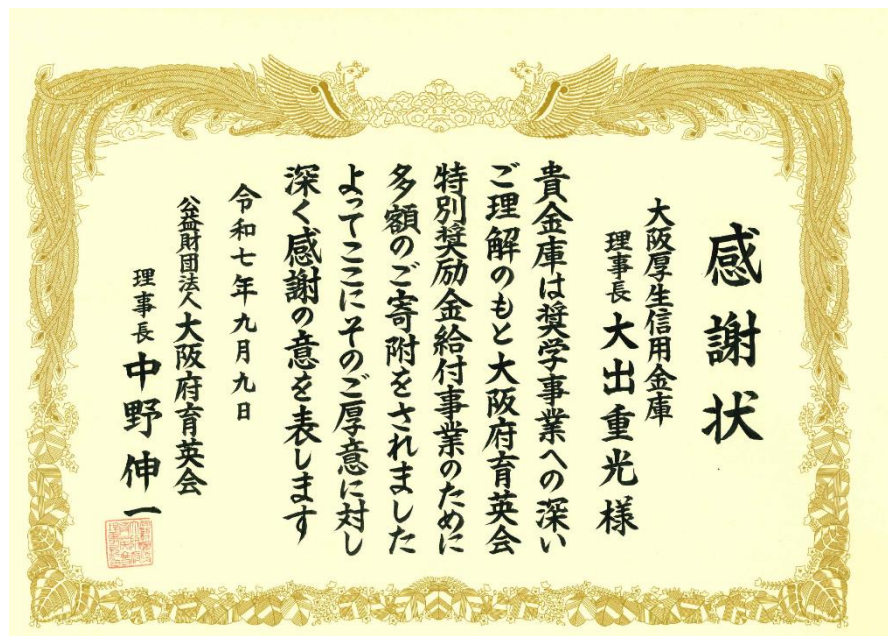 感謝状
大阪厚生信用金庫
理事長 大出重光様
貴金庫は奨学事業への深い
ご理解のもと大阪府育英会
特別奨励金給付事業のために
多額のご寄附をされました
よってここにそのご厚意に対し
深く感謝の意を表します
令和七年九月九日
公益財団法人大阪府育英会
理事長 中野伸一